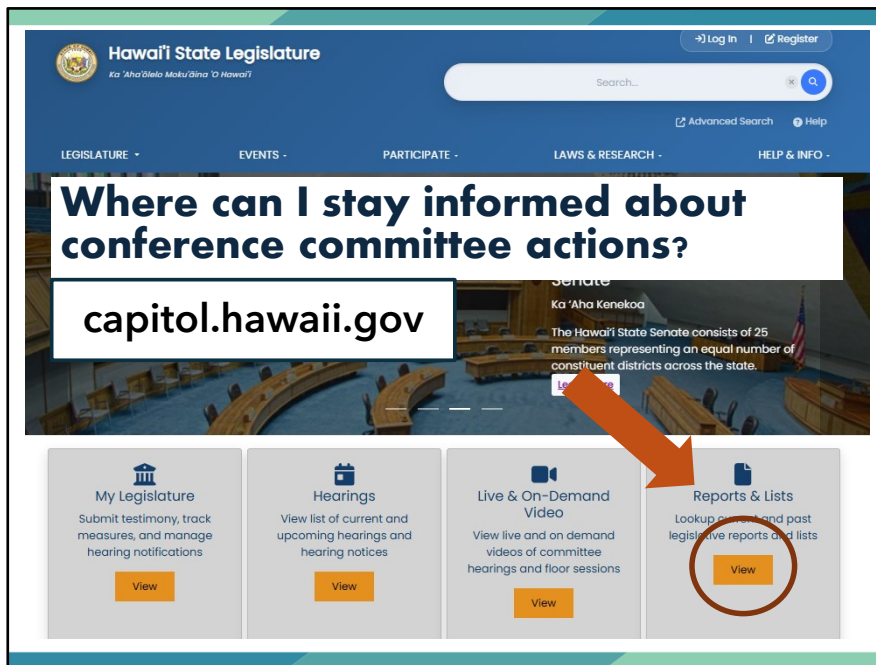 Log In | Register
Hawai'i State Legislature
Ka 'Aha'ōlelo Moku'āina 'O Hawai'i
Search...
Advanced Search Help
LEGISLATURE EVENTS PARTICIPATE LAWS & RESEARCH HELP & INFO
Where can I stay informed about
conference committee actions?
capitol.hawaii.gov
Senate
Ka 'Aha Kenekoa
The Hawai'i State Senate consists of 25
members representing an equal number of
constituent districts across the state.
My Legislature
Submit testimony, track
measures, and manage
hearing notifications
View
Hearings
View list of current and
upcoming hearings and
hearing notices
View
Live & On-Demand
Video
View live and on demand
videos of committee
hearings and floor sessions
View
Reports & Lists
Lookup current and past
legislative reports and lists
View